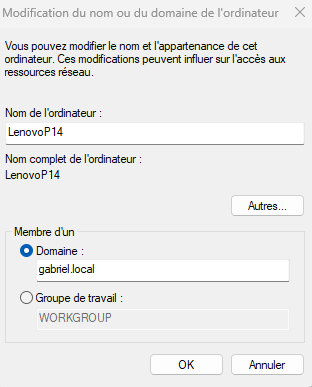 Modification du nom ou du domaine de l'ordinateur
Vous pouvez modifier le nom et l'appartenance de cet
ordinateur. Ces modifications peuvent influer sur l'accès aux
ressources réseau.
Nom de l'ordinateur :
LenovoP14
Nom complet de l'ordinateur :
LenovoP14
Autres...
Membre d'un
Domaine :
gabriel.local
Groupe de travail :
WORKGROUP
OK
Annuler